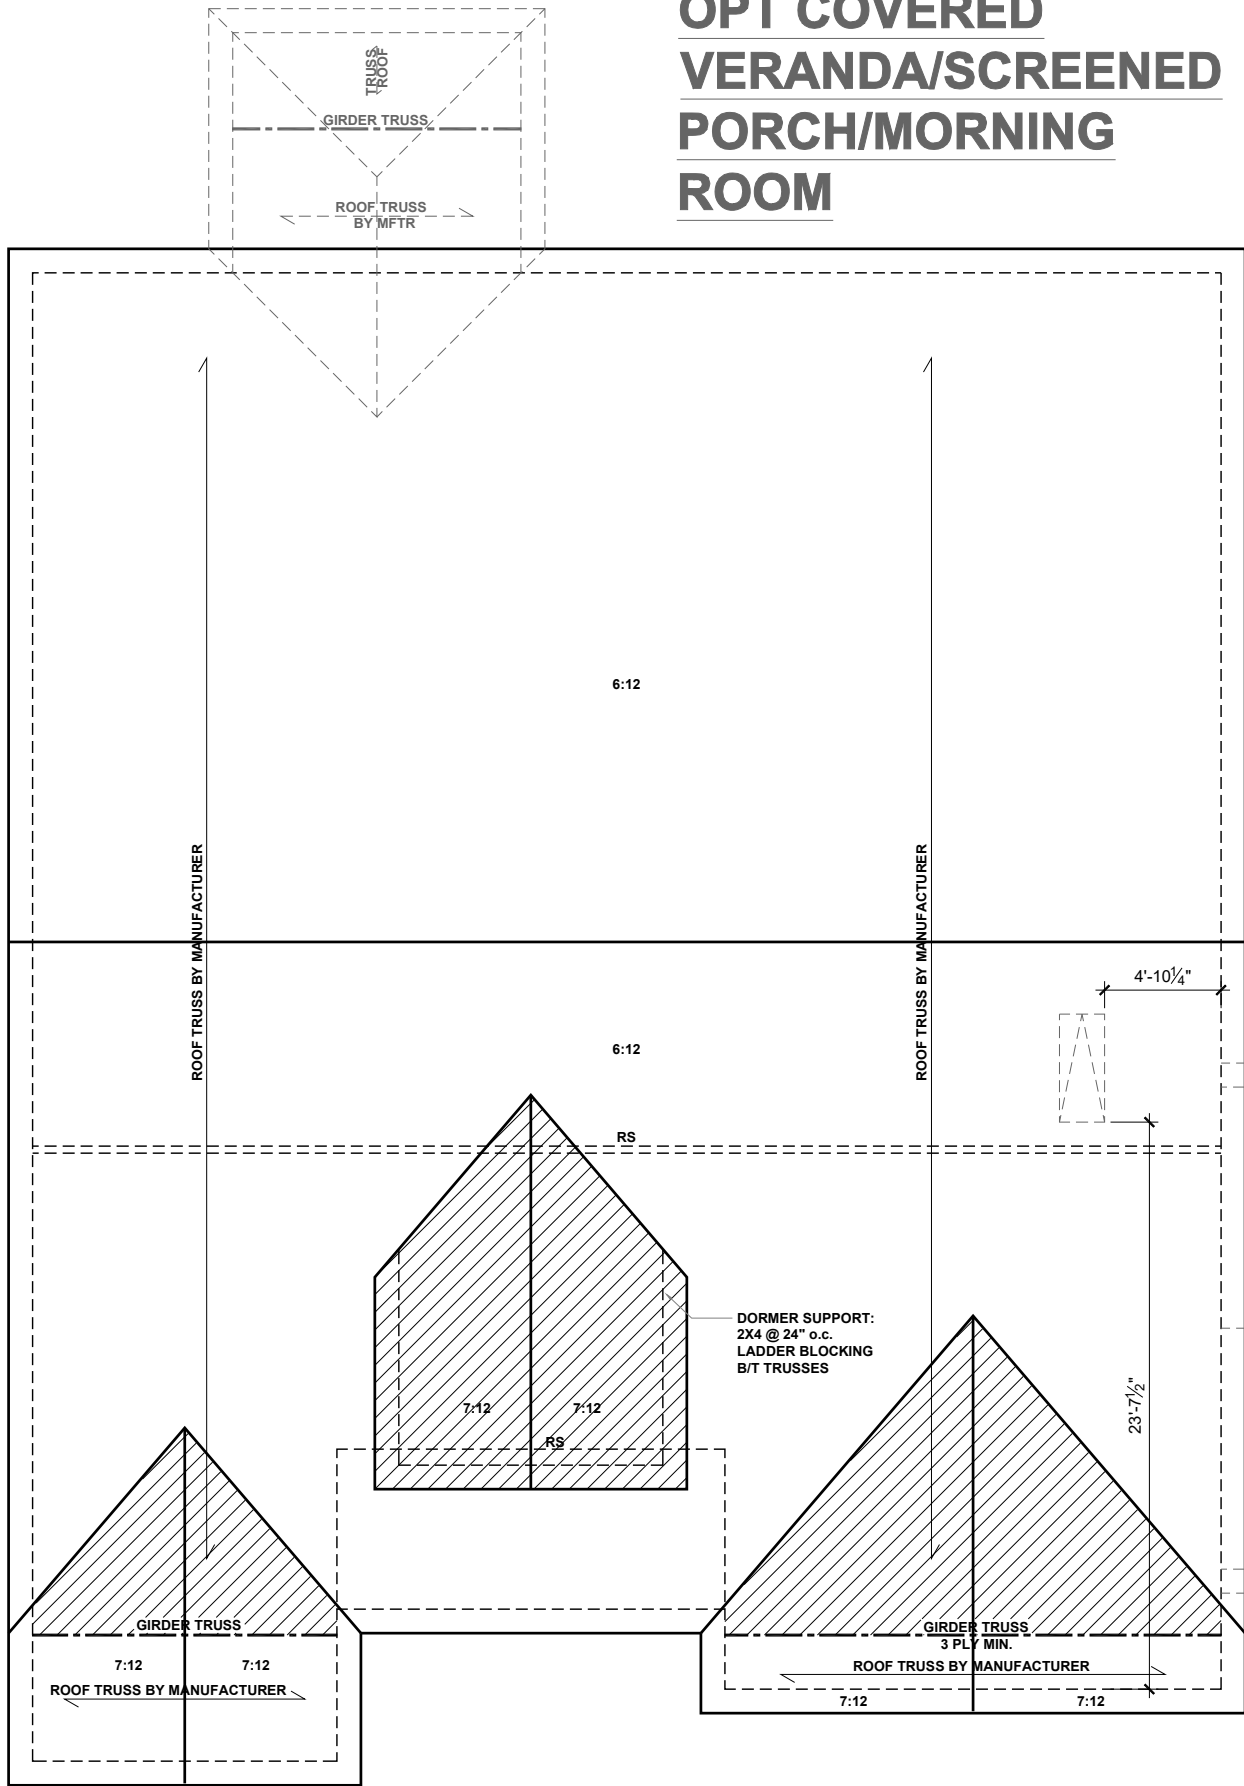 OPT COVERED
VERANDA/SCREENED
PORCH/MORNING
ROOM
TRUSS
ROOF
GIRDER TRUSS
ROOF TRUSS
BY MFTR
6:12
ROOF TRUSS BY MANUFACTURER
ROOF TRUSS BY MANUFACTURER
4'-10¼"
6:12
RS
DORMER SUPPORT:
2X4 @ 24" o.c.
LADDER BLOCKING
B/T TRUSSES
23'-7½"
7:12
7:12
RS
GIRDER TRUSS
7:12
7:12
ROOF TRUSS BY MANUFACTURER
GIRDER TRUSS
3 PLY MIN.
ROOF TRUSS BY MANUFACTURER
7:12
7:12